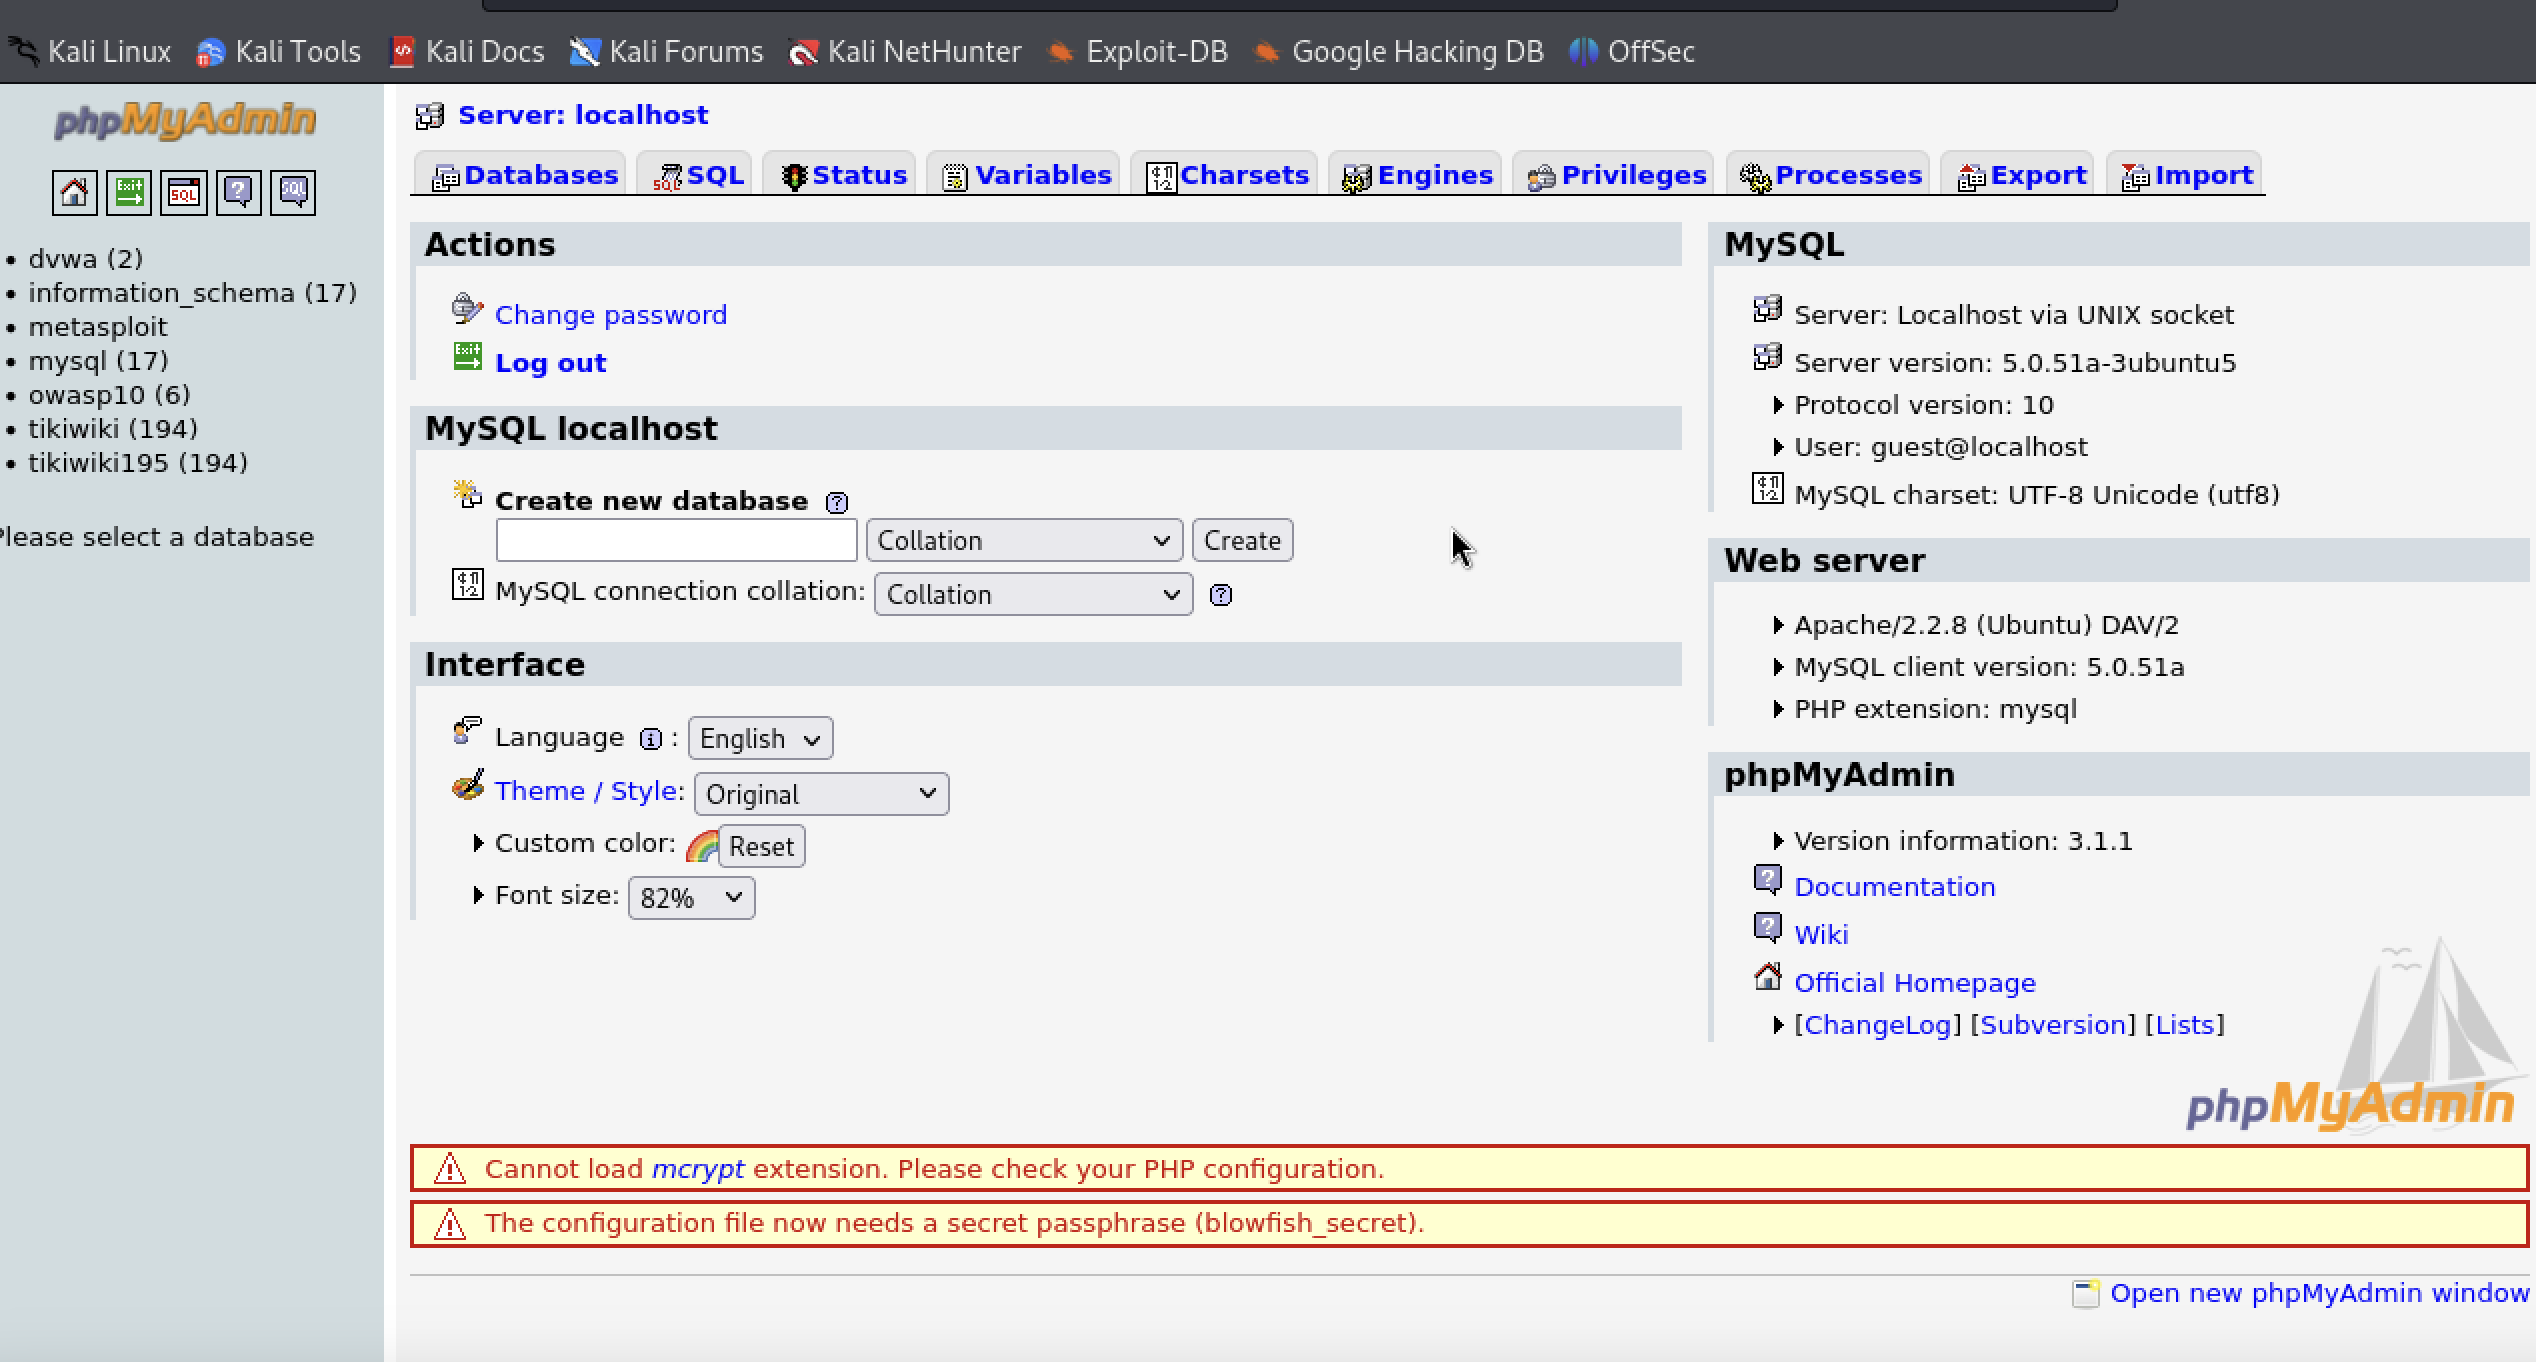 Kali Linux Kali Tools Kali Docs Kali Forums Kali NetHunter Exploit-DB Google Hacking DB OffSec
phpMyAdmin
Exit SQL ? SQL
dvwa (2)
information_schema (17)
metasploit
mysql (17)
owasp10 (6)
tikiwiki (194)
tikiwiki195 (194)
Please select a database
Server: localhost
Databases SQL Status Variables Charsets Engines Privileges Processes Export Import
Actions
Change password
Log out
MySQL localhost
Create new database
Collation Create
MySQL connection collation: Collation
Interface
Language : English
Theme / Style: Original
Custom color: Reset
Font size: 82%
MySQL
Server: Localhost via UNIX socket
Server version: 5.0.51a-3ubuntu5
Protocol version: 10
User: guest@localhost
MySQL charset: UTF-8 Unicode (utf8)
Web server
Apache/2.2.8 (Ubuntu) DAV/2
MySQL client version: 5.0.51a
PHP extension: mysql
phpMyAdmin
Version information: 3.1.1
Documentation
Wiki
Official Homepage
[ChangeLog] [Subversion] [Lists]
phpMyAdmin
Cannot load mcrypt extension. Please check your PHP configuration.
The configuration file now needs a secret passphrase (blowfish_secret).
Open new phpMyAdmin window